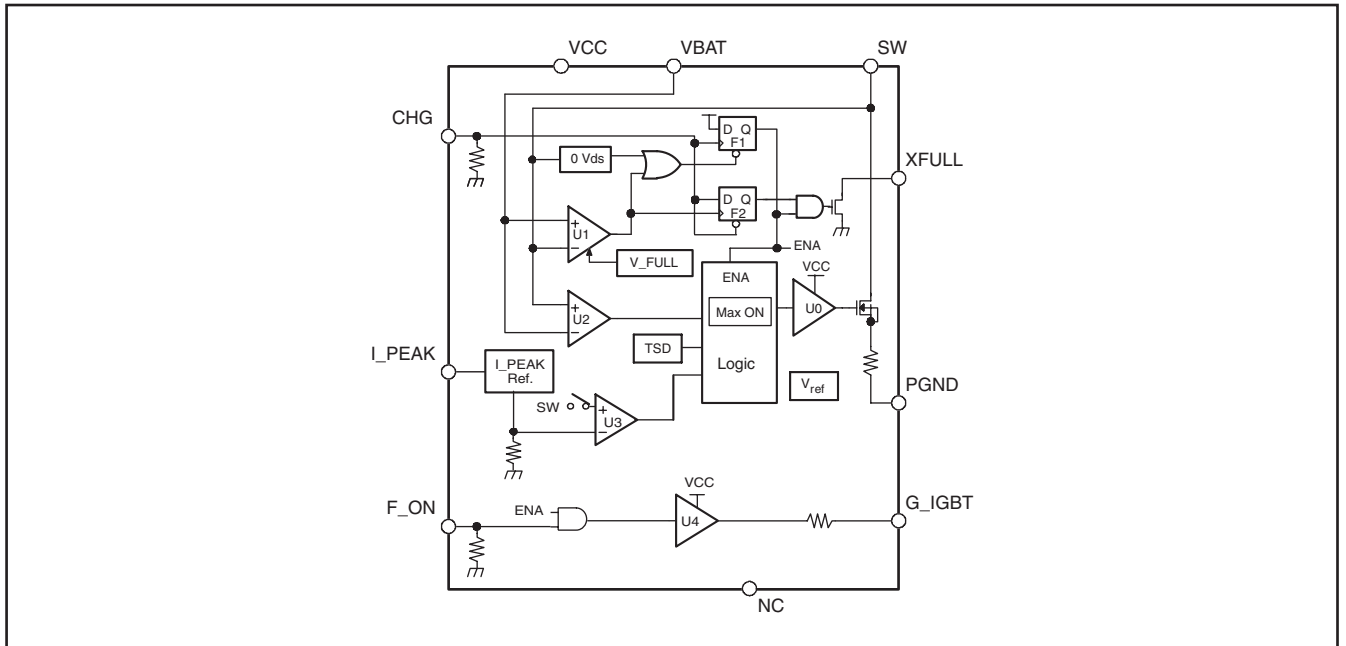 VCC
VBAT
SW
CHG
D Q
F1
XFULL
0 Vds
D Q
F2
+
U1
−
ENA
V_FULL
VCC
ENA
+
U2
−
Max ON
U0
TSD
I_PEAK
I_PEAK
Ref.
Logic
Vref
PGND
SW
+
U3
−
VCC
F_ON
ENA
U4
G_IGBT
NC